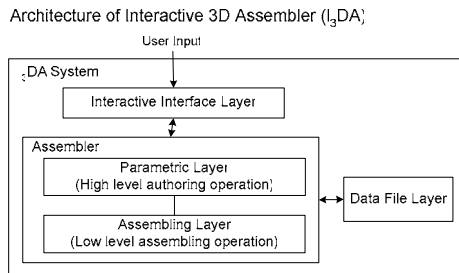 Architecture of Interactive 3D Assembler (I₃DA)
User Input
₃DA System
Interactive Interface Layer
Assembler
Parametric Layer
(High level authoring operation)
Assembling Layer
(Low level assembling operation)
Data File Layer